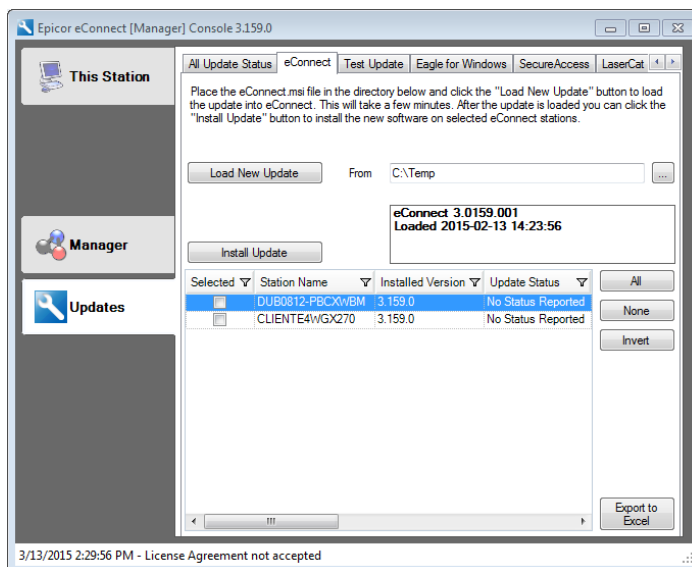 Epicor eConnect [Manager] Console 3.159.0
This Station
Manager
Updates
All Update Status
eConnect
Test Update
Eagle for Windows
SecureAccess
LaserCat
Place the eConnect.msi file in the directory below and click the "Load New Update" button to load
the update into eConnect. This will take a few minutes. After the update is loaded you can click the
"Install Update" button to install the new software on selected eConnect stations.
Load New Update
From
C:\Temp
...
eConnect 3.0159.001
Loaded 2015-02-13 14:23:56
Install Update
Selected Station Name Installed Version Update Status
DUB0812-PBCXWBM 3.159.0 No Status Reported
CLIENTE4WGX270 3.159.0 No Status Reported
All
None
Invert
Export to
Excel
3/13/2015 2:29:56 PM - License Agreement not accepted